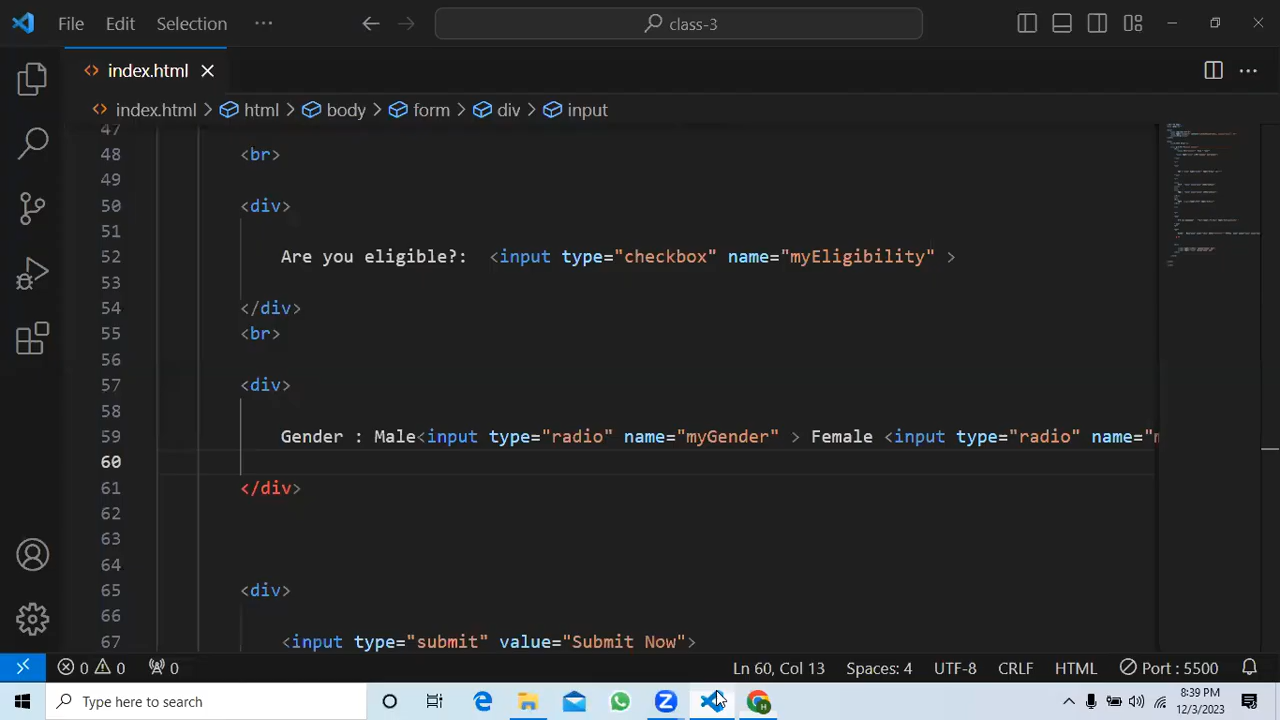 File Edit Selection ··· class-3
index.html
index.html > html > body > form > div > input
47
48 <br>
49
50 <div>
51
52 Are you eligible?: <input type="checkbox" name="myEligibility" >
53
54 </div>
55 <br>
56
57 <div>
58
59 Gender : Male<input type="radio" name="myGender" > Female <input type="radio" name="m
60
61 </div>
62
63
64
65 <div>
66
67 <input type="submit" value="Submit Now">
0 0 0 Ln 60, Col 13 Spaces: 4 UTF-8 CRLF HTML Port : 5500
Type here to search
8:39 PM
12/3/2023